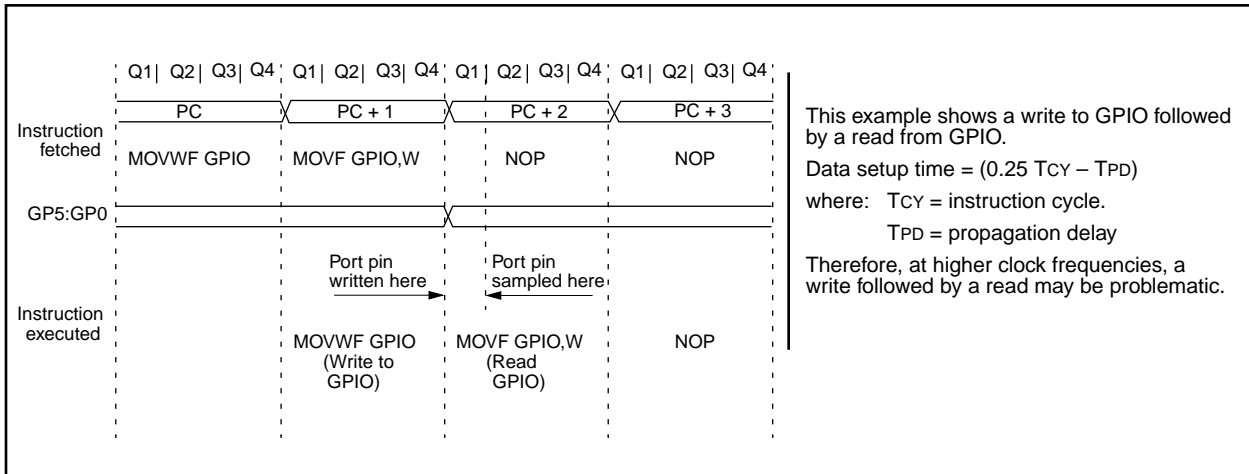 Q1| Q2| Q3| Q4 Q1| Q2| Q3| Q4 Q1| Q2| Q3| Q4 Q1| Q2| Q3| Q4
PC PC + 1 PC + 2 PC + 3
Instruction
fetched
MOVWF GPIO MOVF GPIO,W NOP NOP
GP5:GP0
Port pin
written here
Port pin
sampled here
Instruction
executed
MOVWF GPIO
(Write to
GPIO)
MOVF GPIO,W
(Read
GPIO)
NOP
This example shows a write to GPIO followed
by a read from GPIO.
Data setup time = (0.25 TCY – TPD)
where: TCY = instruction cycle.
TPD = propagation delay
Therefore, at higher clock frequencies, a
write followed by a read may be problematic.